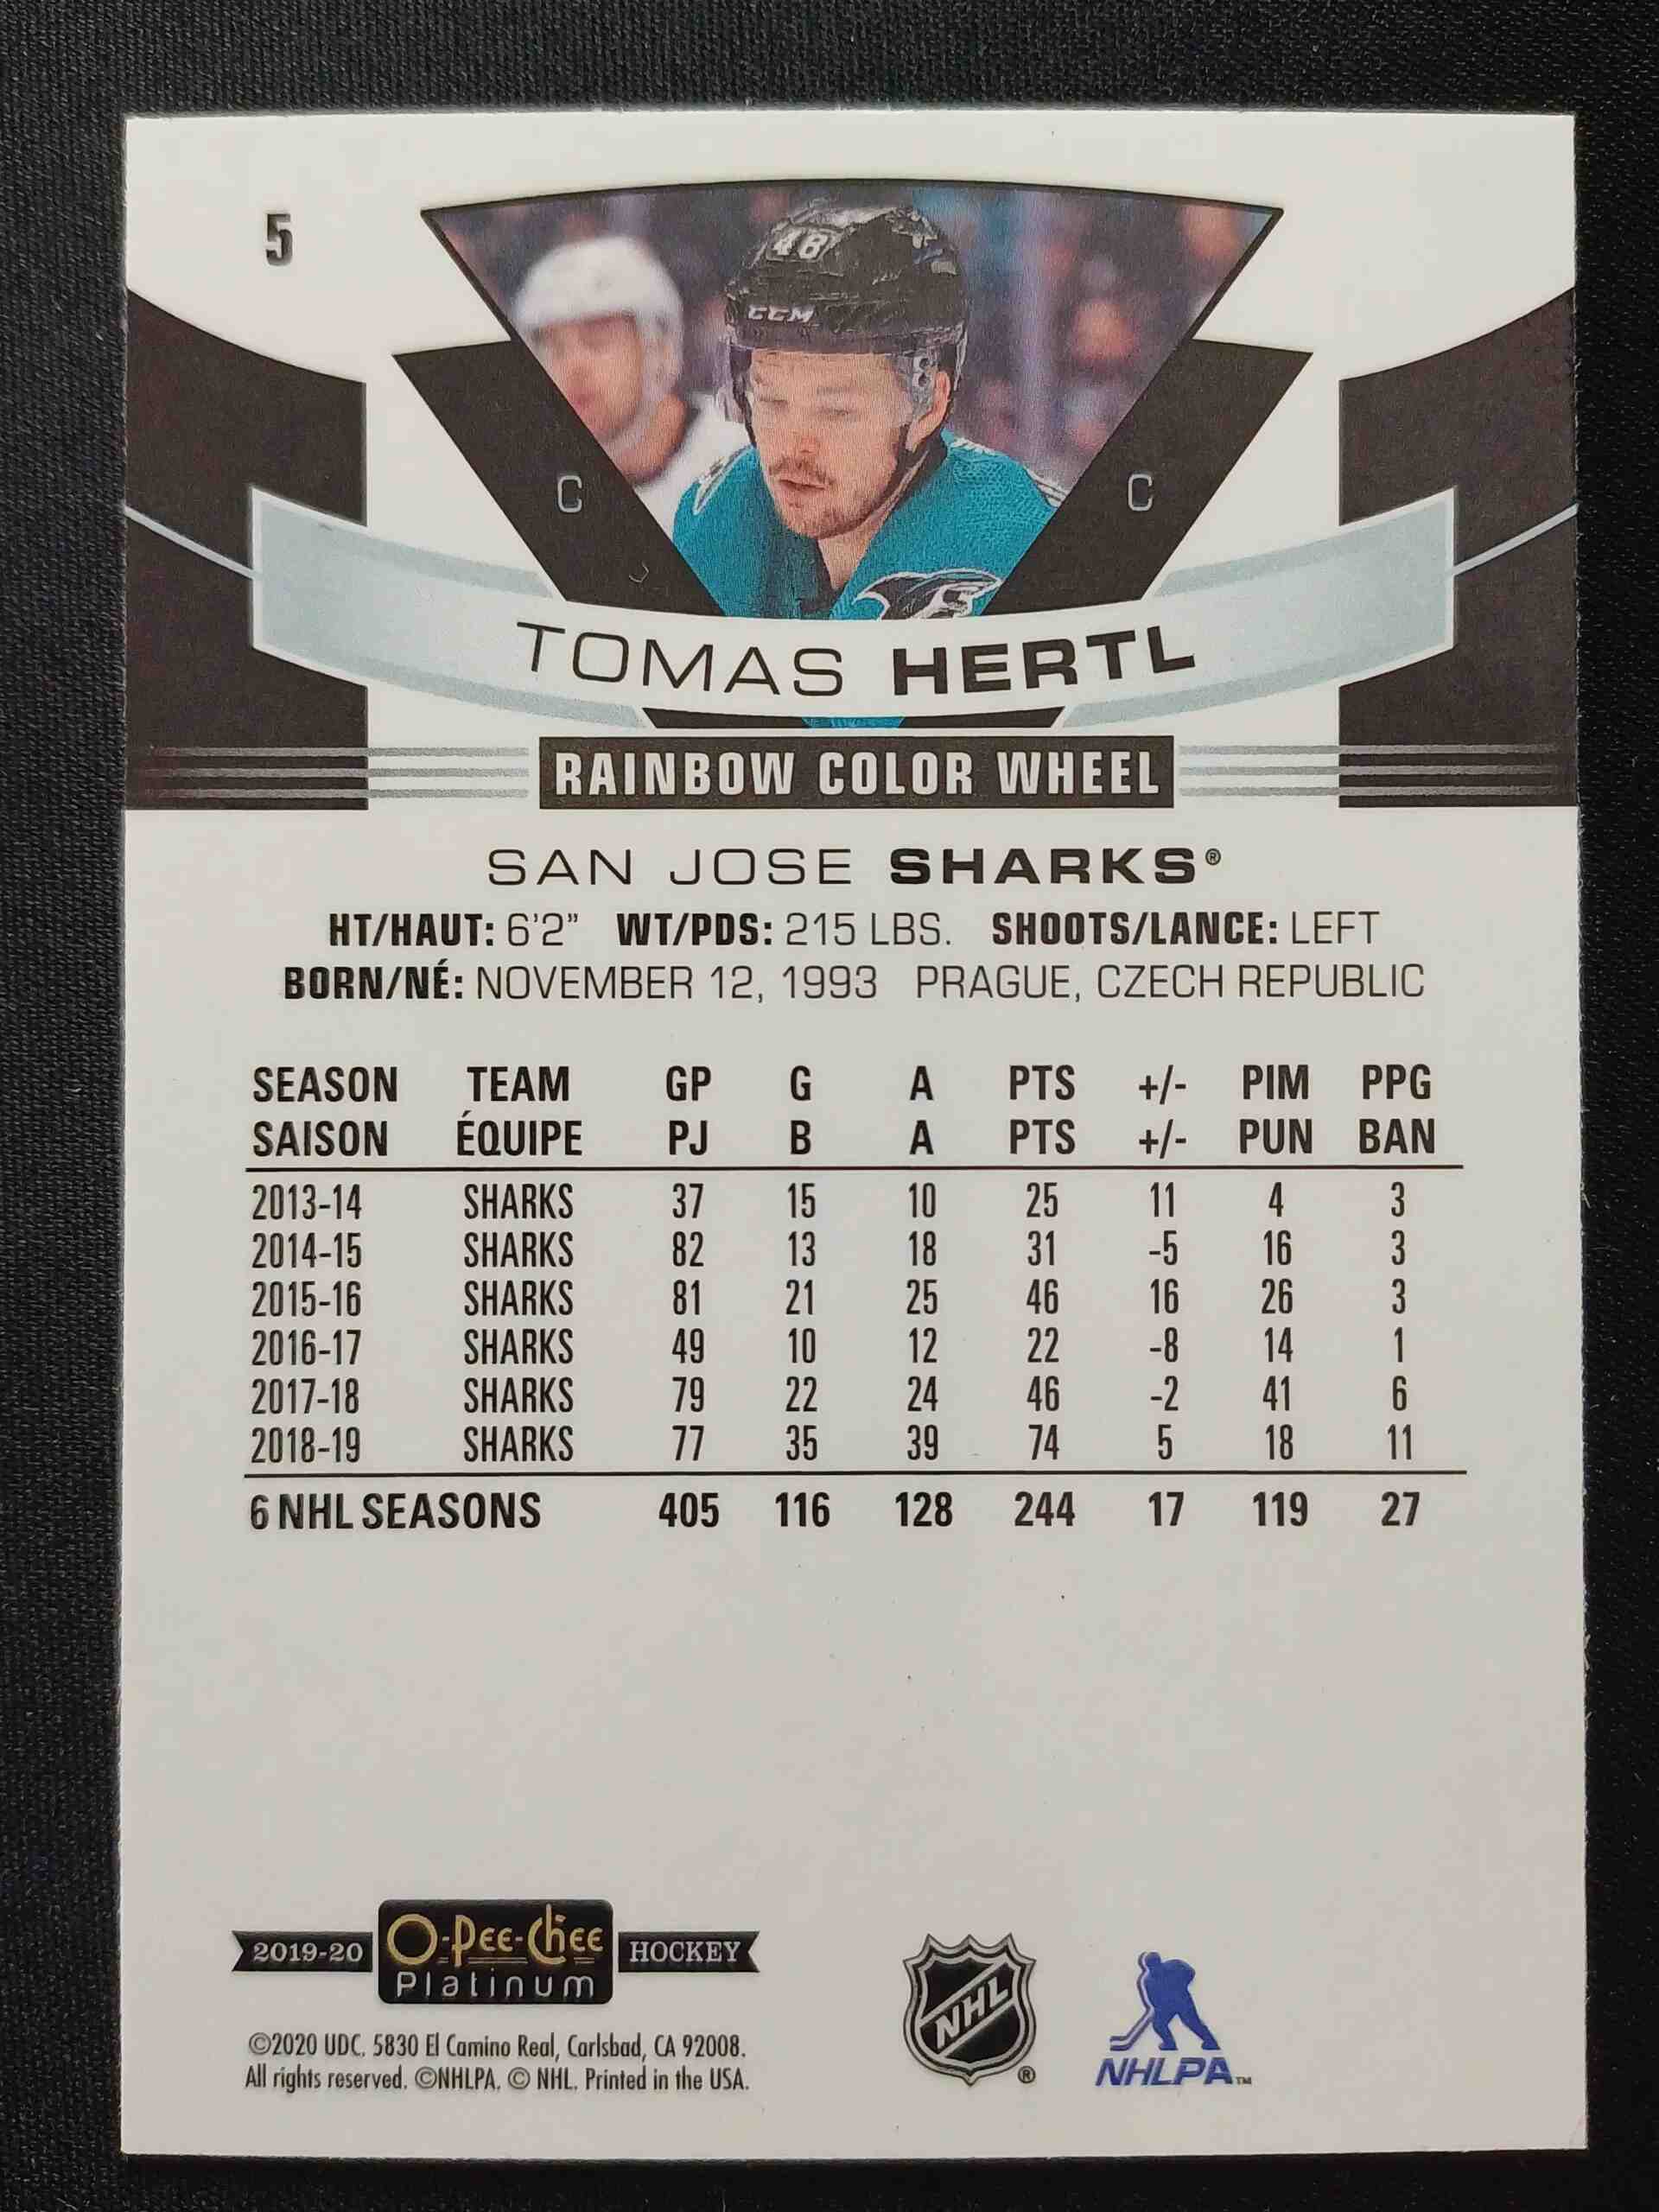 5
48
CCM
C C
TOMAS HERTL
RAINBOW COLOR WHEEL
SAN JOSE SHARKS®
HT/HAUT: 6'2" WT/PDS: 215 LBS. SHOOTS/LANCE: LEFT
BORN/NÉ: NOVEMBER 12, 1993 PRAGUE, CZECH REPUBLIC
SEASON TEAM GP G A PTS +/- PIM PPG
SAISON ÉQUIPE PJ B A PTS +/- PUN BAN
2013-14 SHARKS 37 15 10 25 11 4 3
2014-15 SHARKS 82 13 18 31 -5 16 3
2015-16 SHARKS 81 21 25 46 16 26 3
2016-17 SHARKS 49 10 12 22 -8 14 1
2017-18 SHARKS 79 22 24 46 -2 41 6
2018-19 SHARKS 77 35 39 74 5 18 11
6 NHL SEASONS 405 116 128 244 17 119 27
2019-20 O-PEE-CHEE HOCKEY
Platinum
©2020 UDC. 5830 El Camino Real, Carlsbad, CA 92008.
All rights reserved. ©NHLPA. © NHL. Printed in the USA.
NHL®
NHLPA™